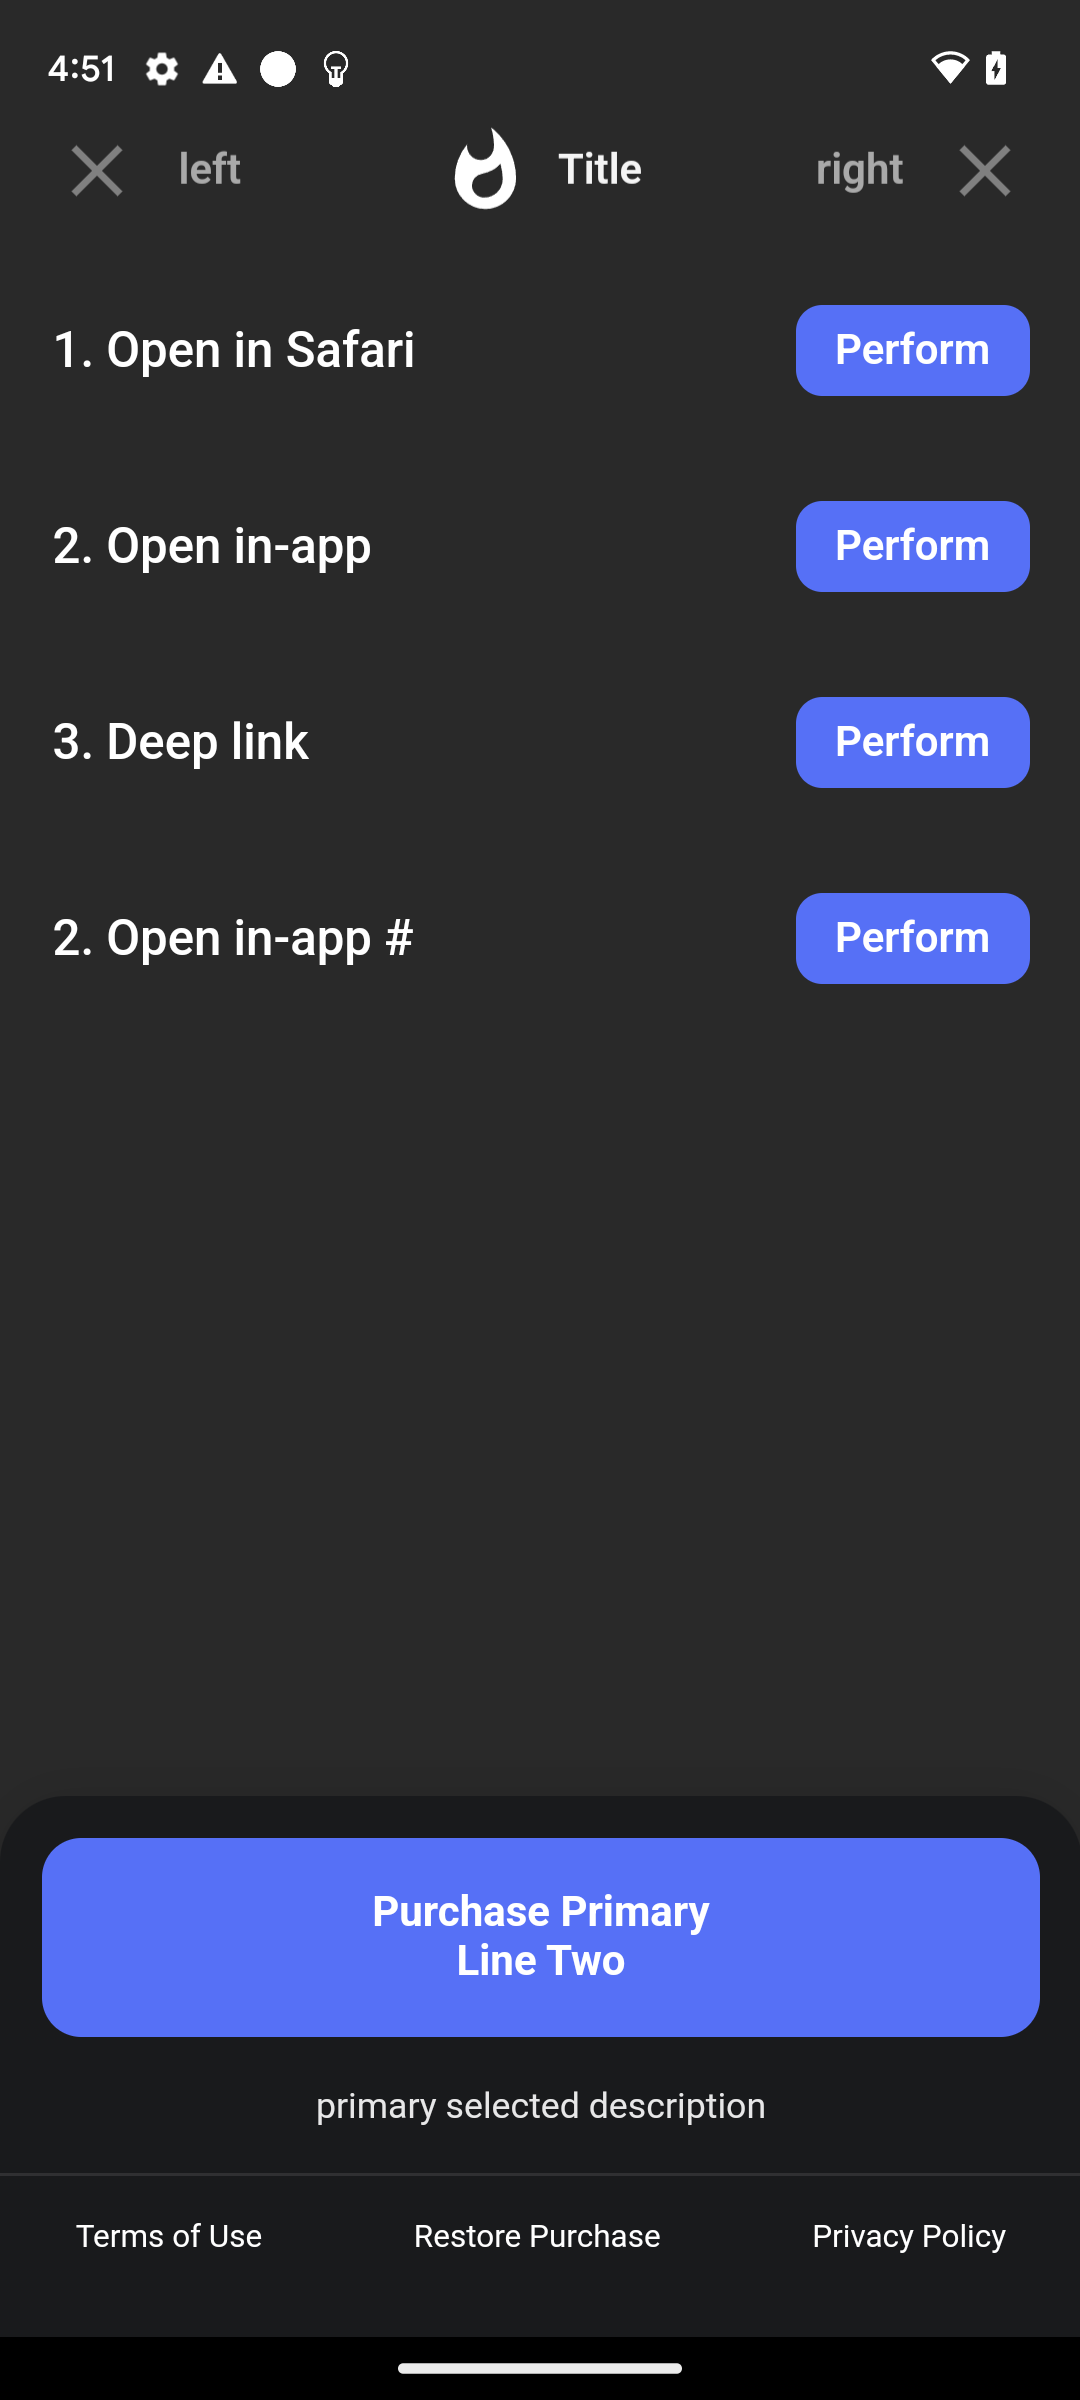 4:51
left
Title
right
1. Open in Safari
Perform
2. Open in-app
Perform
3. Deep link
Perform
2. Open in-app #
Perform
Purchase Primary
Line Two
primary selected description
Terms of Use
Restore Purchase
Privacy Policy